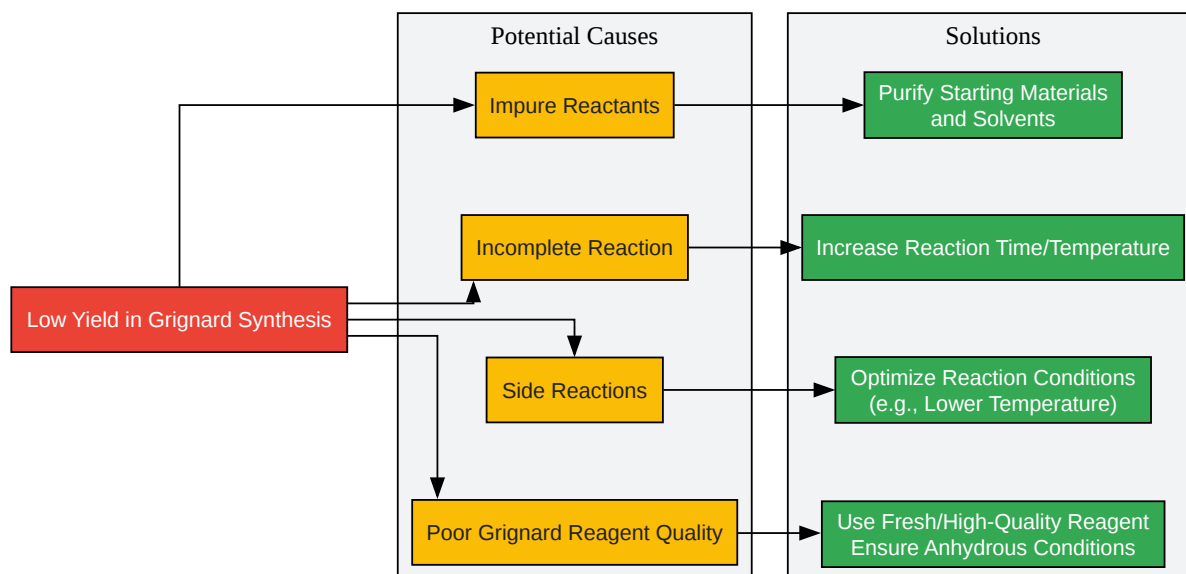 Potential Causes
Solutions
Impure Reactants
Purify Starting Materials
and Solvents
Incomplete Reaction
Increase Reaction Time/Temperature
Low Yield in Grignard Synthesis
Side Reactions
Optimize Reaction Conditions
(e.g., Lower Temperature)
Poor Grignard Reagent Quality
Use Fresh/High-Quality Reagent
Ensure Anhydrous Conditions